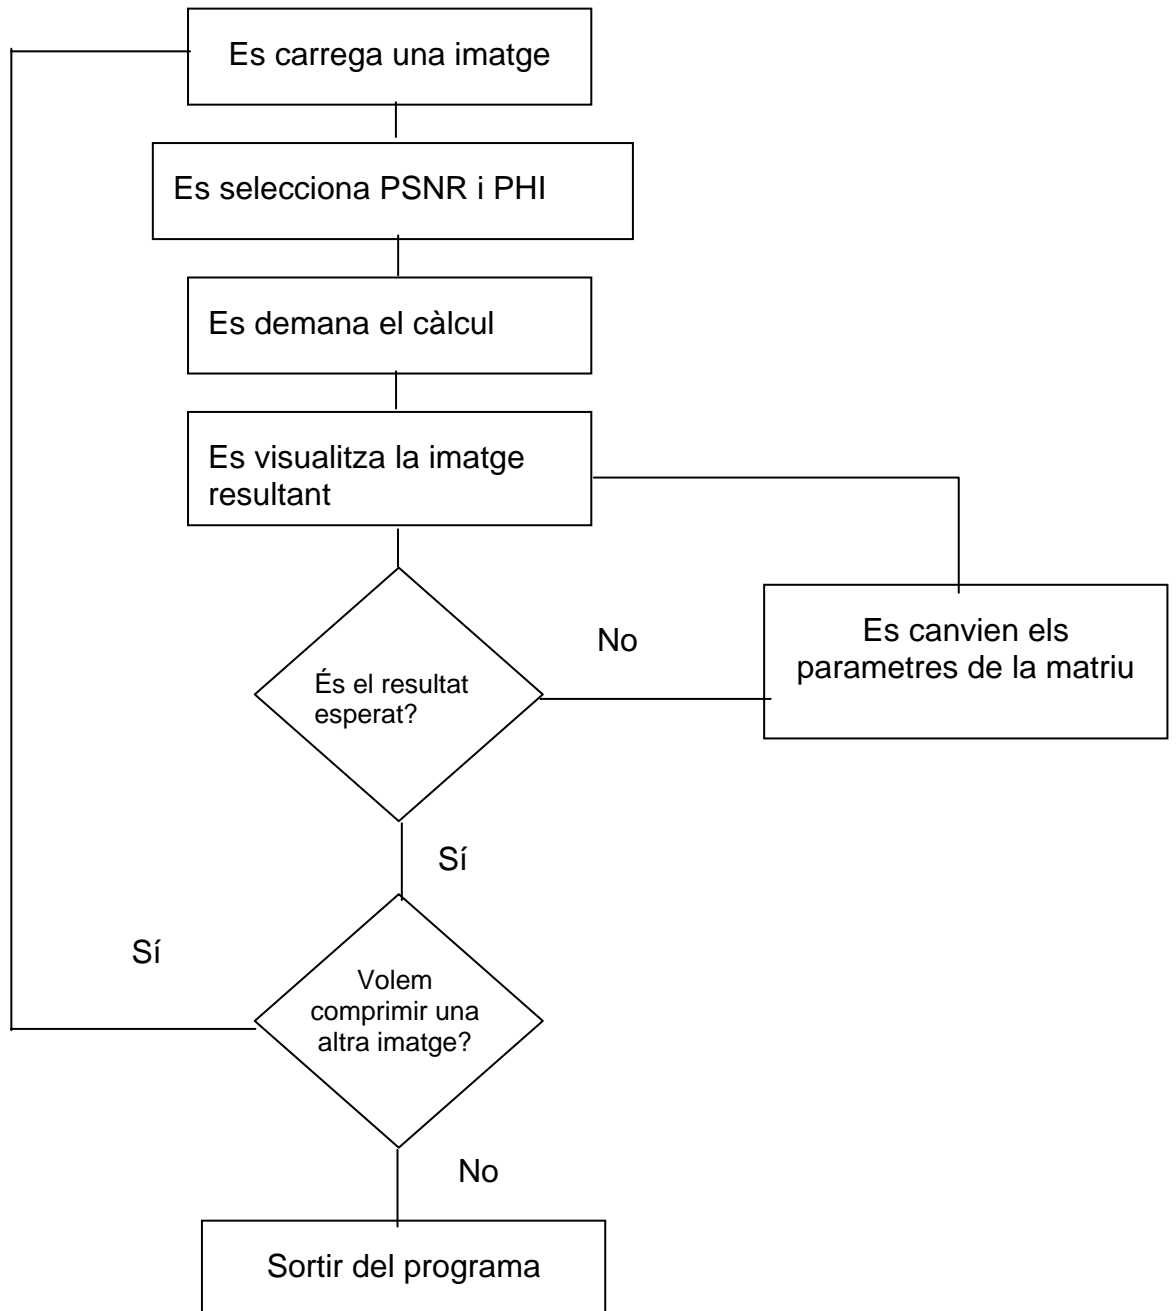 Es carrega una imatge
Es selecciona PSNR i PHI
Es demana el càlcul
Es visualitza la imatge
resultant
No
Es canvien els
parametres de la matriu
És el resultat
esperat?
Sí
Sí
Volem
comprimir una
altra imatge?
No
Sortir del programa